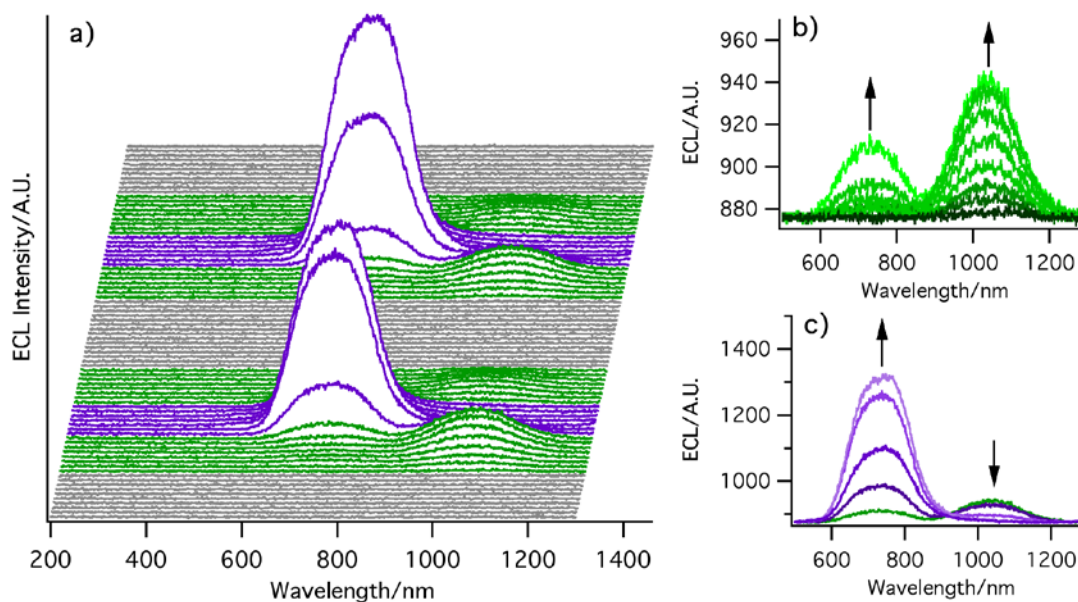 a)
ECL Intensity/A.U.
200 400 600 800 1000 1200 1400
Wavelength/nm
b)
ECL/A.U.
960
940
920
900
880
600 800 1000 1200
Wavelength/nm
c)
ECL/A.U.
1400
1200
1000
600 800 1000 1200
Wavelength/nm